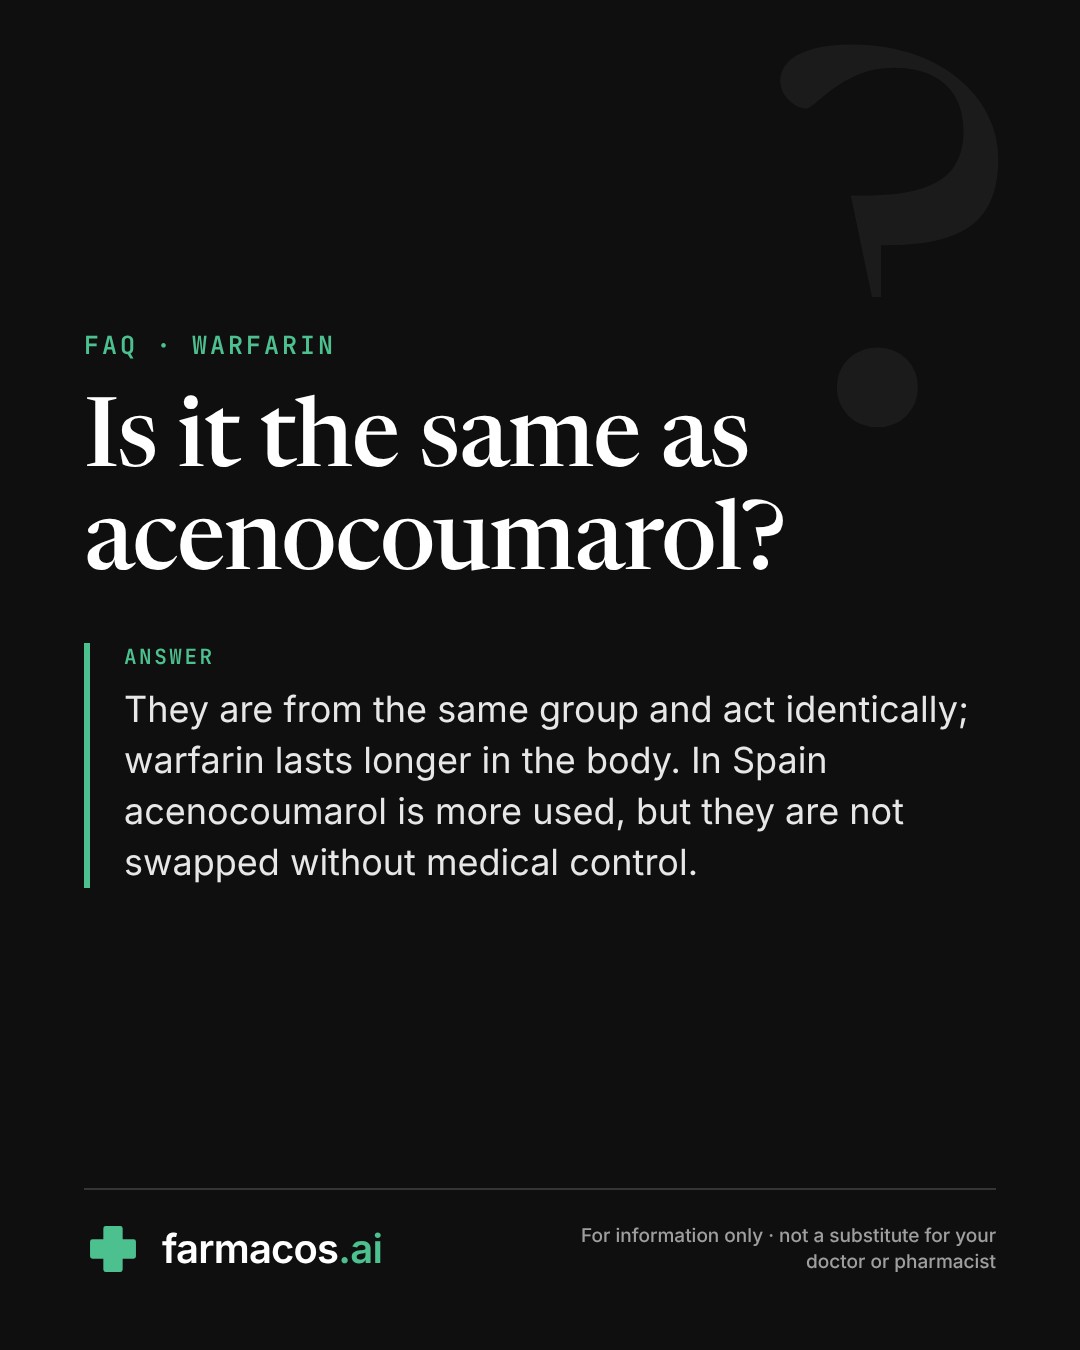 ?
FAQ · WARFARIN
Is it the same as
acenocoumarol?
ANSWER
They are from the same group and act identically;
warfarin lasts longer in the body. In Spain
acenocoumarol is more used, but they are not
swapped without medical control.
farmacos.ai
For information only · not a substitute for your
doctor or pharmacist